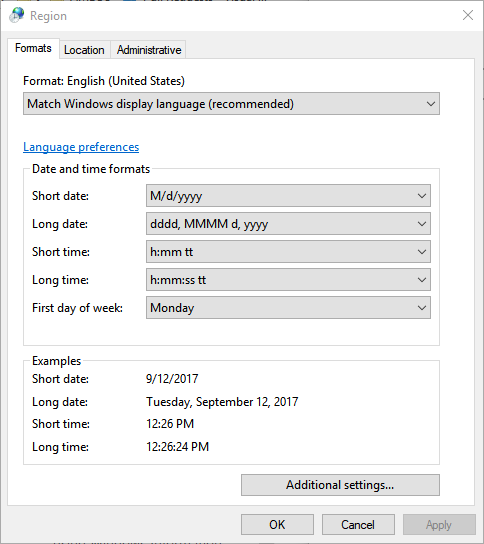 Region
Formats Location Administrative
Format: English (United States)
Match Windows display language (recommended)
Language preferences
Date and time formats
Short date: M/d/yyyy
Long date: dddd, MMMM d, yyyy
Short time: h:mm tt
Long time: h:mm:ss tt
First day of week: Monday
Examples
Short date: 9/12/2017
Long date: Tuesday, September 12, 2017
Short time: 12:26 PM
Long time: 12:26:24 PM
Additional settings...
OK Cancel Apply